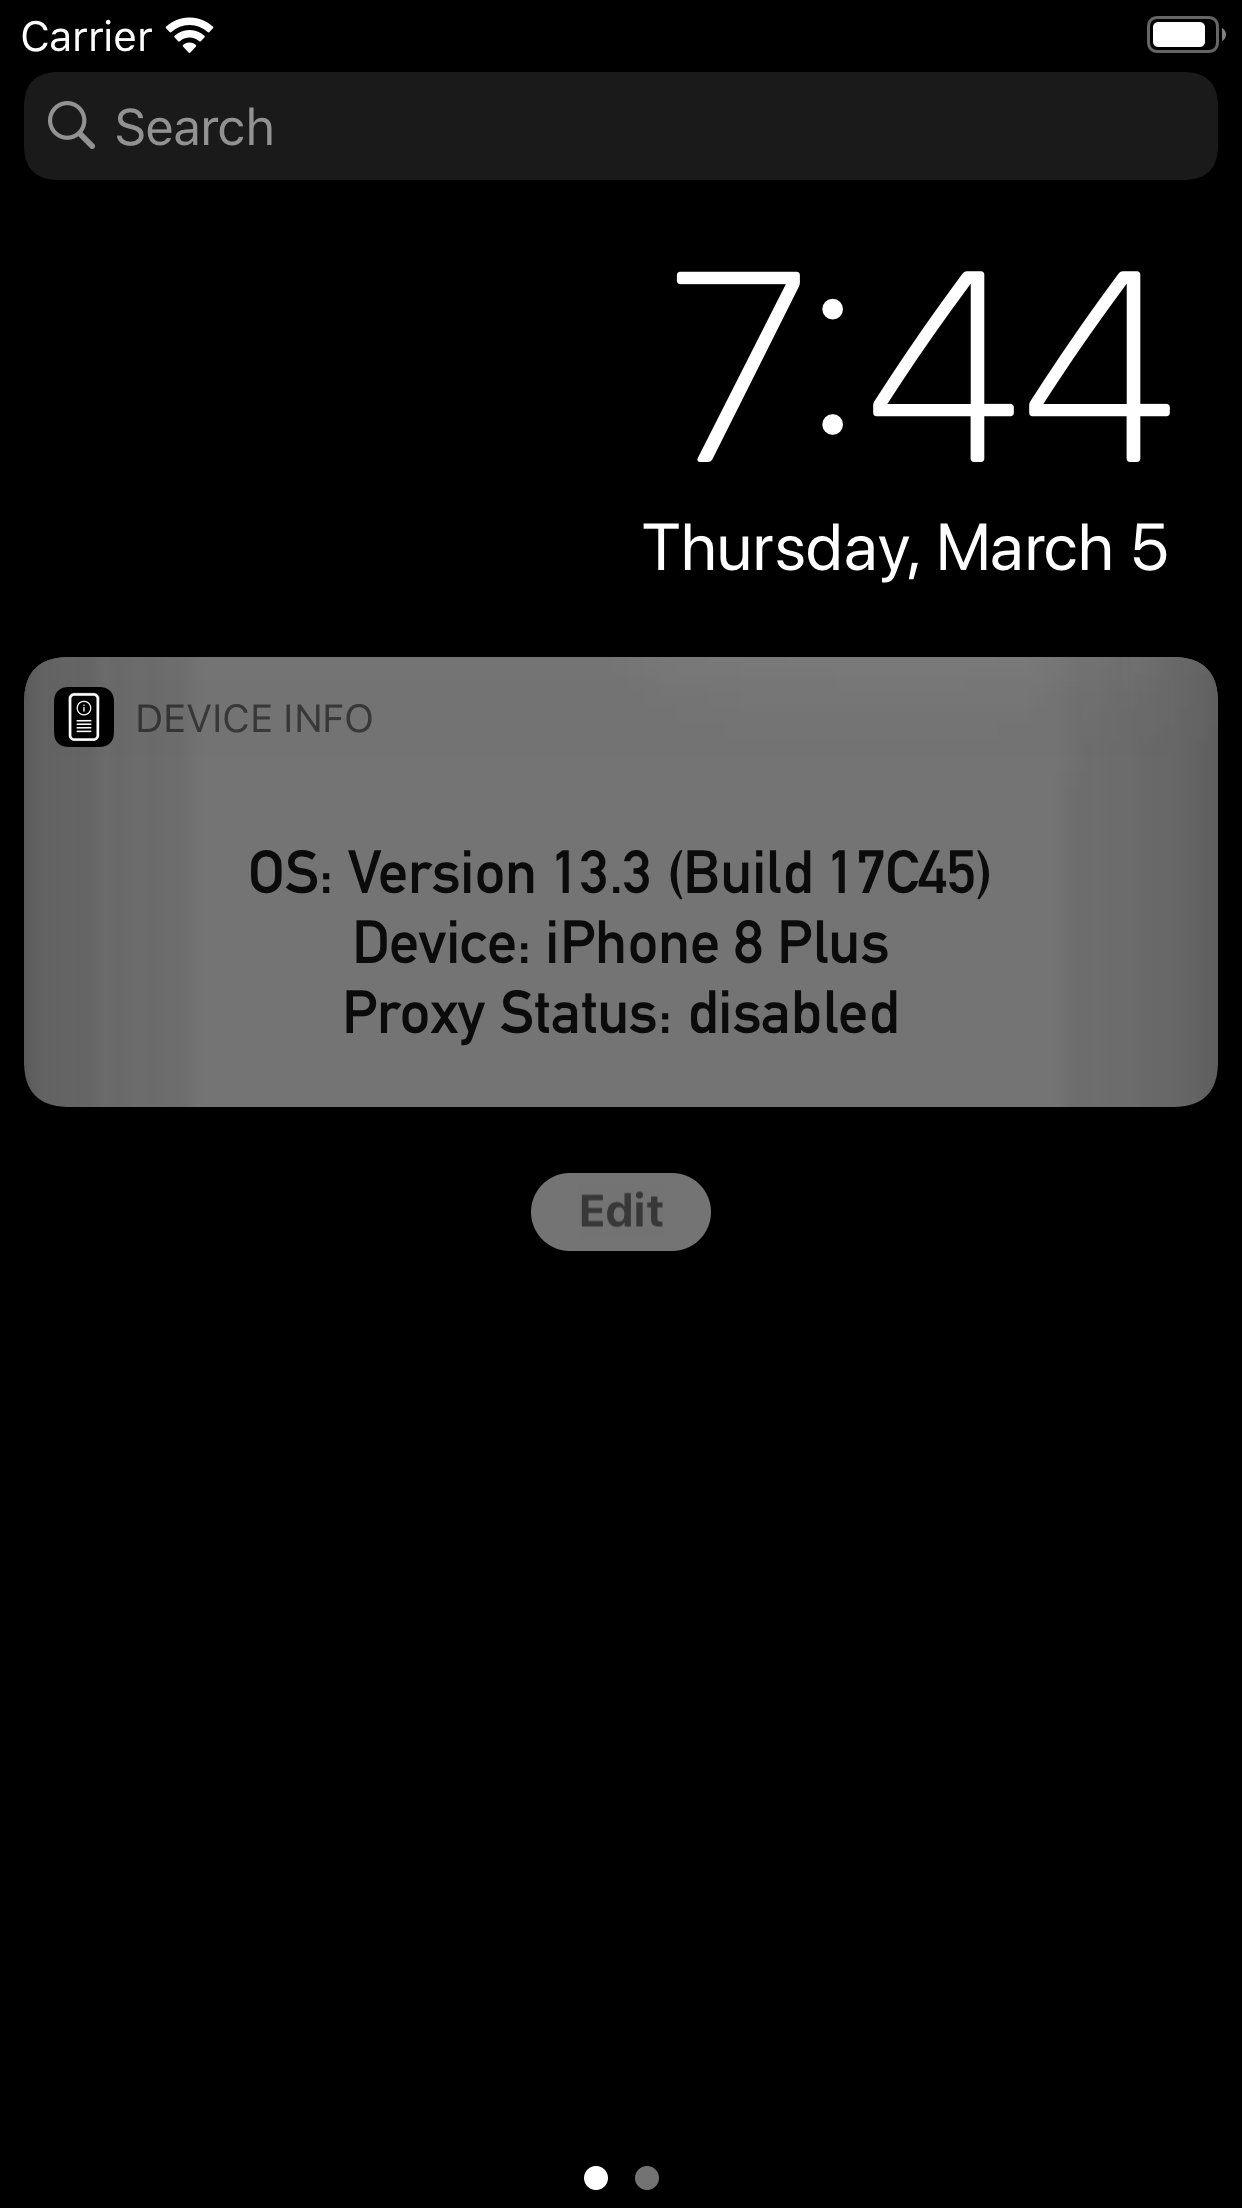 Carrier
Search
7:44
Thursday, March 5
DEVICE INFO
OS: Version 13.3 (Build 17C45)
Device: iPhone 8 Plus
Proxy Status: disabled
Edit